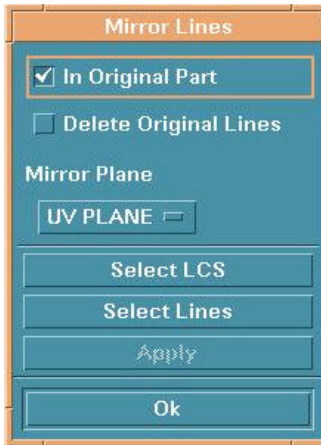 Mirror Lines
In Original Part
Delete Original Lines
Mirror Plane
UV PLANE
Select LCS
Select Lines
Apply
Ok